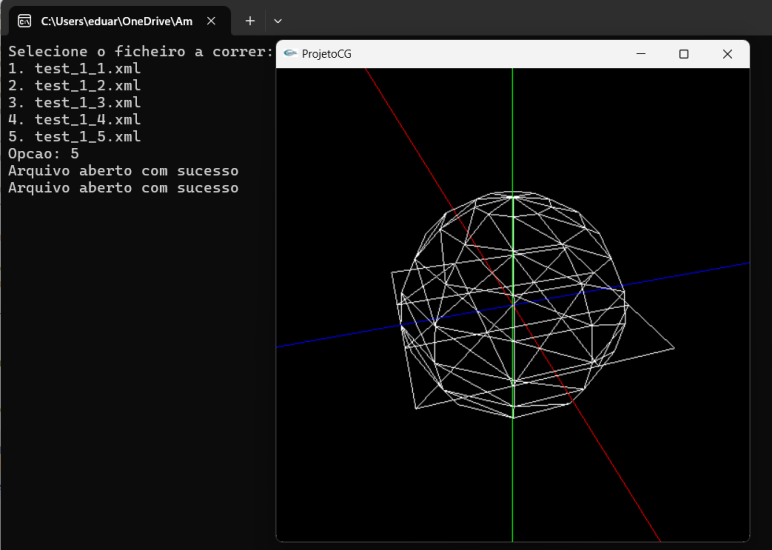 C:\Users\eduar\OneDrive\Am
Selecione o ficheiro a correr:
1. test_1_1.xml
2. test_1_2.xml
3. test_1_3.xml
4. test_1_4.xml
5. test_1_5.xml
Opcao: 5
Arquivo aberto com sucesso
Arquivo aberto com sucesso
ProjetoCG